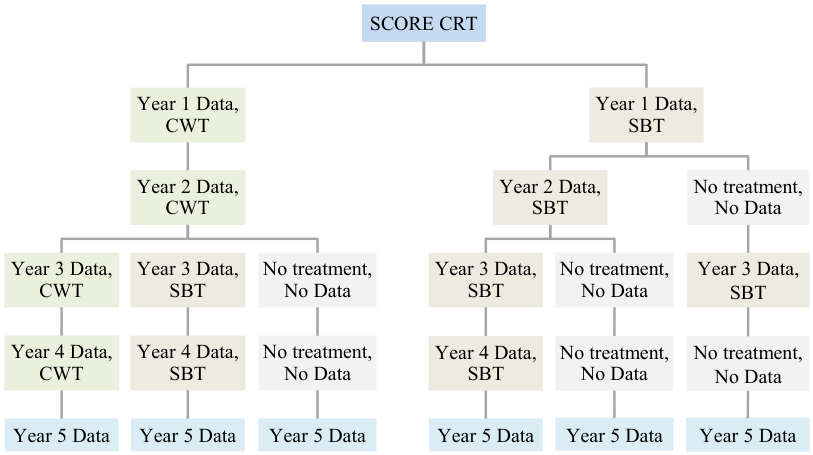 SCORE CRT
Year 1 Data,
CWT
Year 1 Data,
SBT
Year 2 Data,
CWT
Year 2 Data,
SBT
No treatment,
No Data
Year 3 Data,
CWT
Year 3 Data,
SBT
No treatment,
No Data
Year 3 Data,
SBT
No treatment,
No Data
Year 3 Data,
SBT
Year 4 Data,
CWT
Year 4 Data,
SBT
No treatment,
No Data
Year 4 Data,
SBT
No treatment,
No Data
No treatment,
No Data
Year 5 Data
Year 5 Data
Year 5 Data
Year 5 Data
Year 5 Data
Year 5 Data